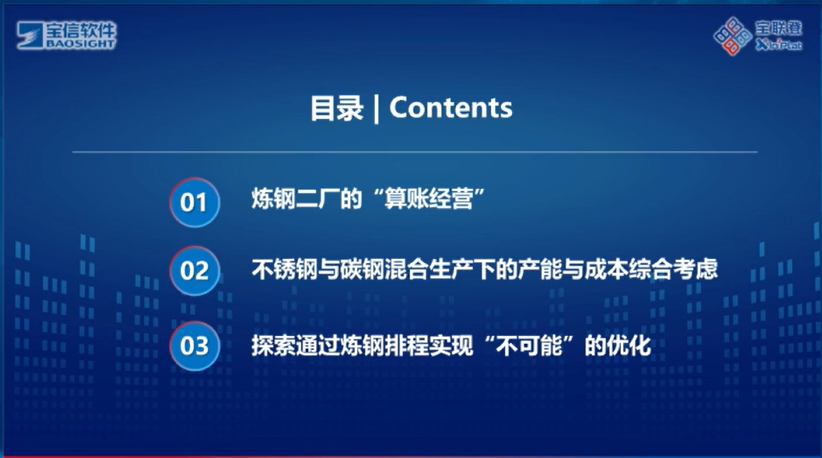 宝信软件
BAOSIGHT
宝联登
xIn³Plat
目录 | Contents
01 炼钢二厂的“算账经营”
02 不锈钢与碳钢混合生产下的产能与成本综合考虑
03 探索通过炼钢排程实现“不可能”的优化